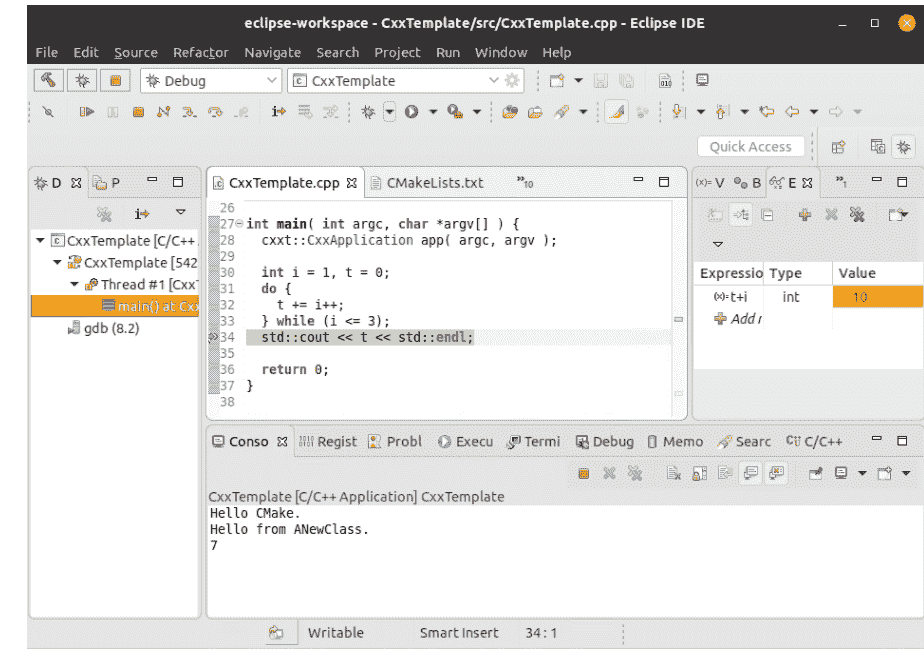 eclipse-workspace - CxxTemplate/src/CxxTemplate.cpp - Eclipse IDE
File Edit Source Refactor Navigate Search Project Run Window Help
Debug CxxTemplate
Quick Access
D P
CxxTemplate.cpp CMakeLists.txt »10
(x)= V B E »1
CxxTemplate [C/C++
CxxTemplate [542
Thread #1 [Cxx
main() at Cxx
gdb (8.2)
26
27 int main( int argc, char *argv[] ) {
28 cxxt::CxxApplication app( argc, argv );
29
30 int i = 1, t = 0;
31 do {
32 t += i++;
33 } while (i <= 3);
34 std::cout << t << std::endl;
35
36 return 0;
37 }
38
Expressio Type Value
(x)= t+i int 10
Add r
Conso Regist Probl Execu Termi Debug Memo Searc C/C++
CxxTemplate [C/C++ Application] CxxTemplate
Hello CMake.
Hello from ANewClass.
7
Writable Smart Insert 34 : 1